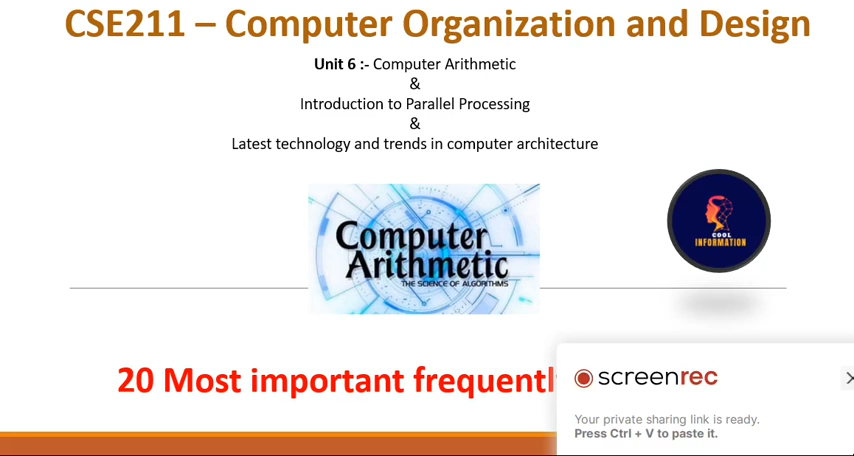 CSE211 – Computer Organization and Design
Unit 6 :- Computer Arithmetic
&
Introduction to Parallel Processing
&
Latest technology and trends in computer architecture
Computer
Arithmetic
THE SCIENCE OF ALGORITHMS
COOL
INFORMATION
20 Most important frequentl
screenrec
Your private sharing link is ready.
Press Ctrl + V to paste it.